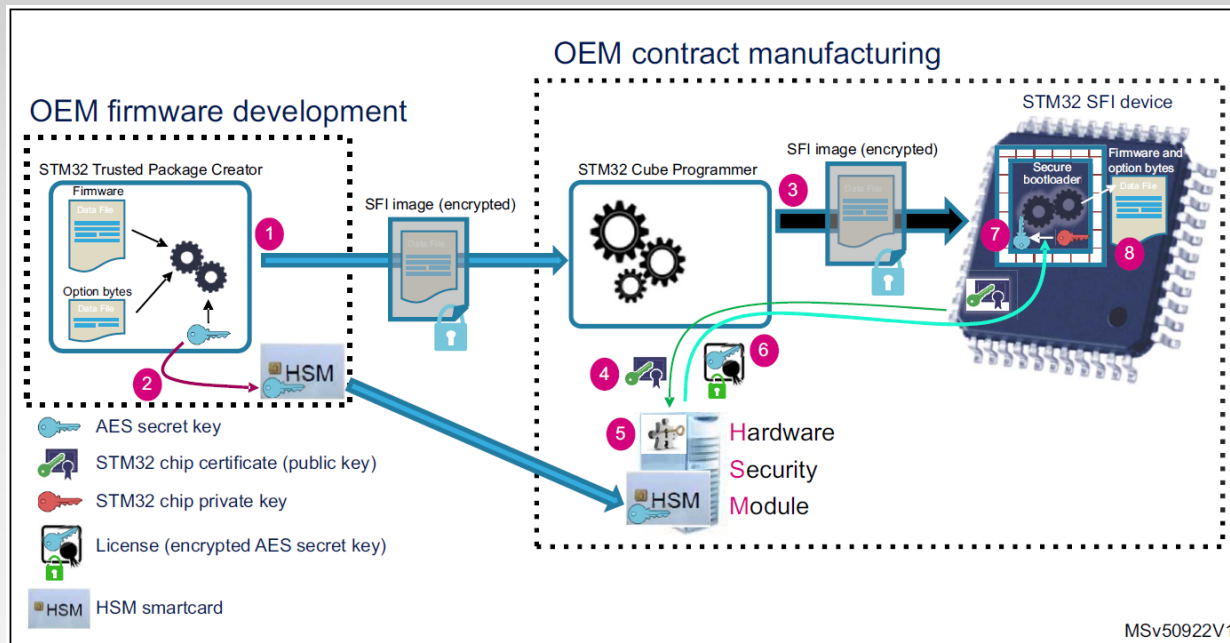 OEM contract manufacturing
OEM firmware development
STM32 SFI device
STM32 Trusted Package Creator
Firmware
Data File
Option bytes
Data File
1
2
HSM
SFI image (encrypted)
Data File
STM32 Cube Programmer
3
SFI image (encrypted)
Data File
Secure
bootloader
Firmware and
option bytes
Data File
7
8
4
6
5
Hardware
Security
Module
HSM
AES secret key
STM32 chip certificate (public key)
STM32 chip private key
License (encrypted AES secret key)
HSM
HSM smartcard
MSv50922V1